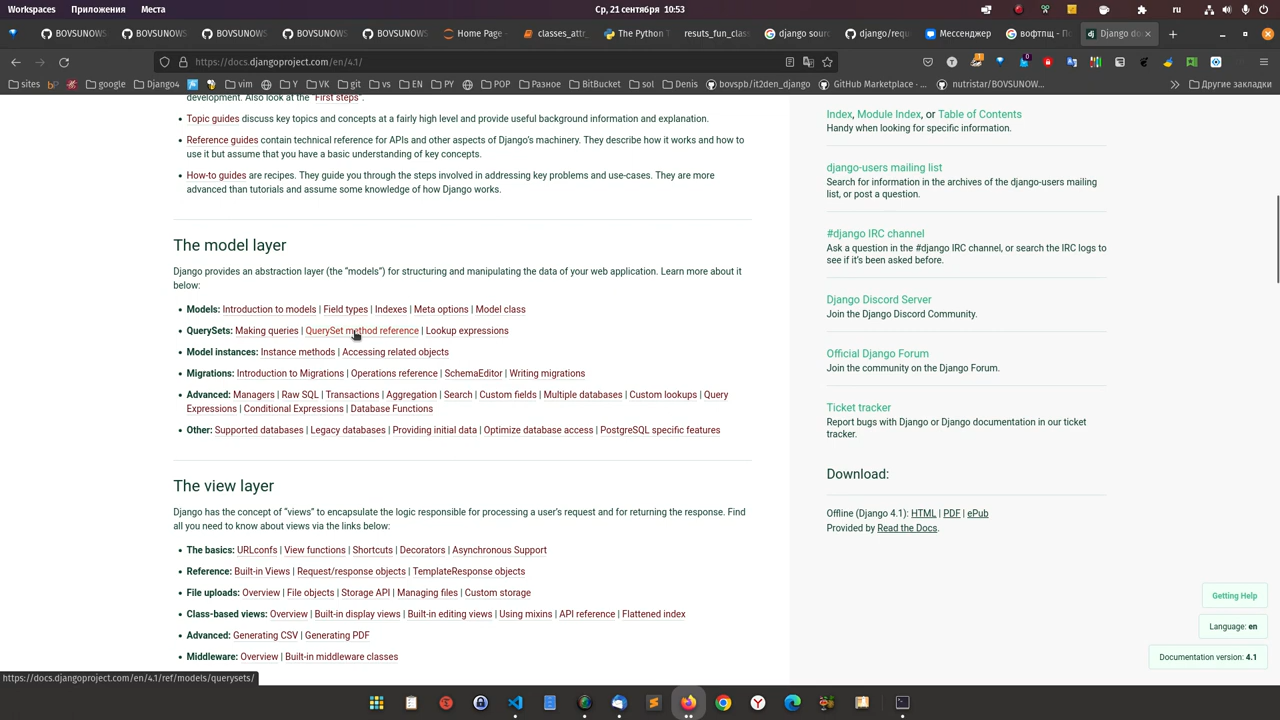 Workspaces Приложения Места Ср, 21 сентября 10:53 ru
BOVSUNOWS BOVSUNOWS BOVSUNOWS BOVSUNOWS BOVSUNOWS Home Page - classes_attr_ The Python T resuts_fun_class django sour django/requ Мессенджер вофтпщ - П Django do
https://docs.djangoproject.com/en/4.1/
sites bp google Django4 vim Y VK git vs EN PY POP Разное BitBucket sol Denis bovspb/it2den_django GitHub Marketplace · ... nutristar/BOVSUNOW... Другие закладки
development. Also look at the "First steps".
Topic guides discuss key topics and concepts at a fairly high level and provide useful background information and explanation.
Reference guides contain technical reference for APIs and other aspects of Django's machinery. They describe how it works and how to
use it but assume that you have a basic understanding of key concepts.
How-to guides are recipes. They guide you through the steps involved in addressing key problems and use-cases. They are more
advanced than tutorials and assume some knowledge of how Django works.
The model layer
Django provides an abstraction layer (the “models”) for structuring and manipulating the data of your web application. Learn more about it
below:
Models: Introduction to models | Field types | Indexes | Meta options | Model class
QuerySets: Making queries | QuerySet method reference | Lookup expressions
Model instances: Instance methods | Accessing related objects
Migrations: Introduction to Migrations | Operations reference | SchemaEditor | Writing migrations
Advanced: Managers | Raw SQL | Transactions | Aggregation | Search | Custom fields | Multiple databases | Custom lookups | Query
Expressions | Conditional Expressions | Database Functions
Other: Supported databases | Legacy databases | Providing initial data | Optimize database access | PostgreSQL specific features
The view layer
Django has the concept of “views” to encapsulate the logic responsible for processing a user's request and for returning the response. Find
all you need to know about views via the links below:
The basics: URLconfs | View functions | Shortcuts | Decorators | Asynchronous Support
Reference: Built-in Views | Request/response objects | TemplateResponse objects
File uploads: Overview | File objects | Storage API | Managing files | Custom storage
Class-based views: Overview | Built-in display views | Built-in editing views | Using mixins | API reference | Flattened index
Advanced: Generating CSV | Generating PDF
Middleware: Overview | Built-in middleware classes
https://docs.djangoproject.com/en/4.1/ref/models/querysets/
Index, Module Index, or Table of Contents
Handy when looking for specific information.
django-users mailing list
Search for information in the archives of the django-users mailing
list, or post a question.
#django IRC channel
Ask a question in the #django IRC channel, or search the IRC logs to
see if it's been asked before.
Django Discord Server
Join the Django Discord Community.
Official Django Forum
Join the community on the Django Forum.
Ticket tracker
Report bugs with Django or Django documentation in our ticket
tracker.
Download:
Offline (Django 4.1): HTML | PDF | ePub
Provided by Read the Docs.
Getting Help
Language: en
Documentation version: 4.1